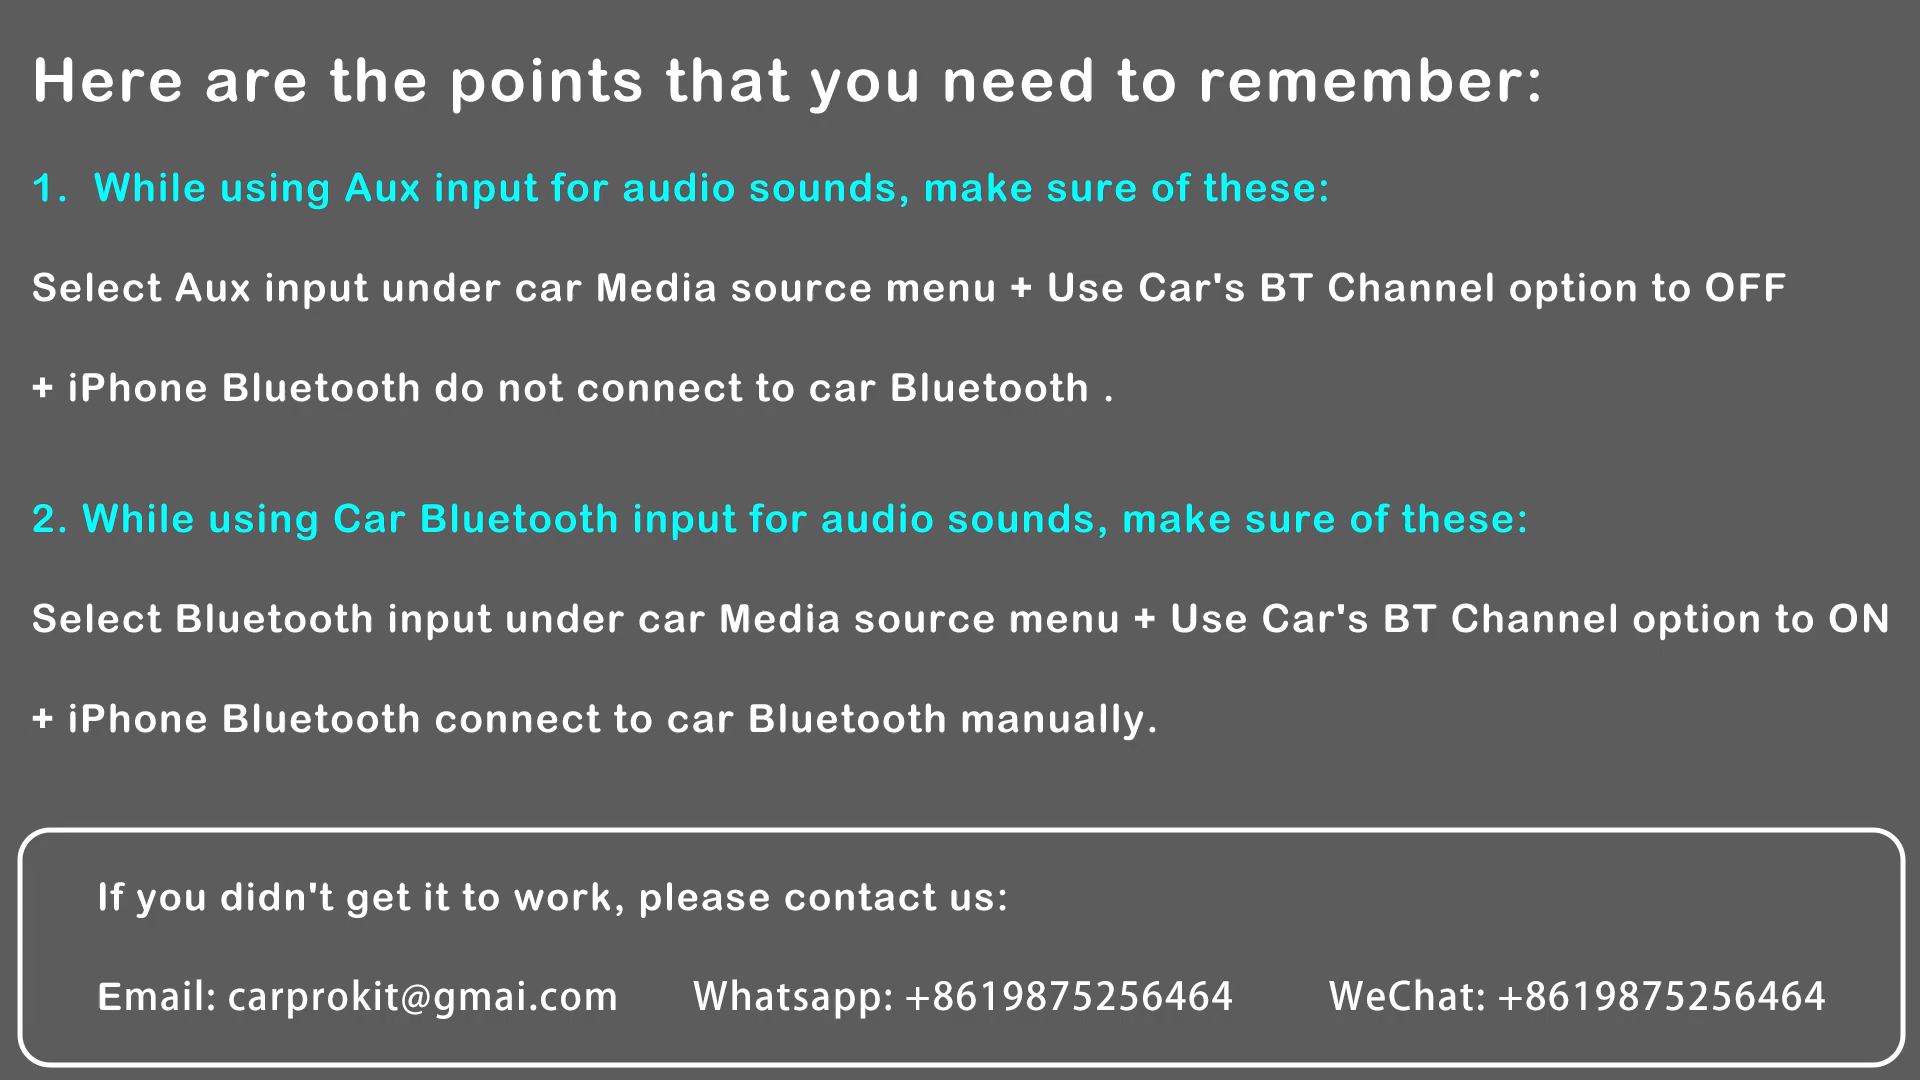 Here are the points that you need to remember:
1. While using Aux input for audio sounds, make sure of these:
Select Aux input under car Media source menu + Use Car's BT Channel option to OFF
+ iPhone Bluetooth do not connect to car Bluetooth .
2. While using Car Bluetooth input for audio sounds, make sure of these:
Select Bluetooth input under car Media source menu + Use Car's BT Channel option to ON
+ iPhone Bluetooth connect to car Bluetooth manually.
If you didn't get it to work, please contact us:
Email: carprokit@gmai.com Whatsapp: +8619875256464 WeChat: +8619875256464